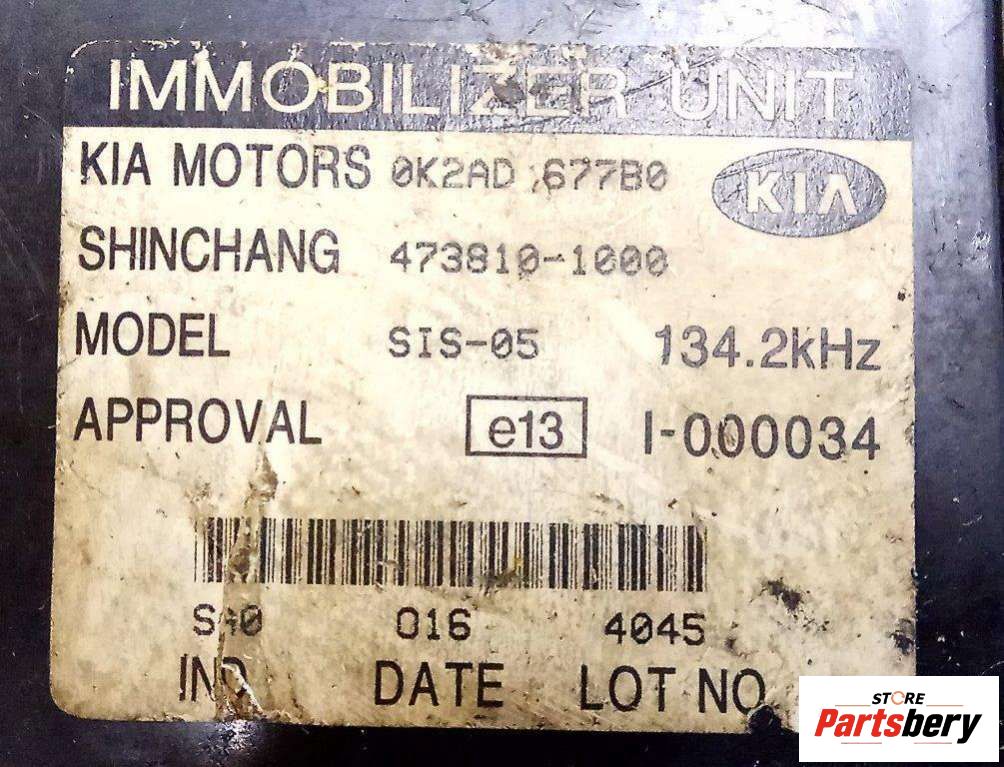 IMMOBILIZER UNIT
KIA MOTORS 0K2AD 677B0 KIA
SHINCHANG 473810-1000
MODEL SIS-05 134.2kHz
APPROVAL e13 I-000034
016 4045
IND DATE LOT NO
STORE
Partsbery